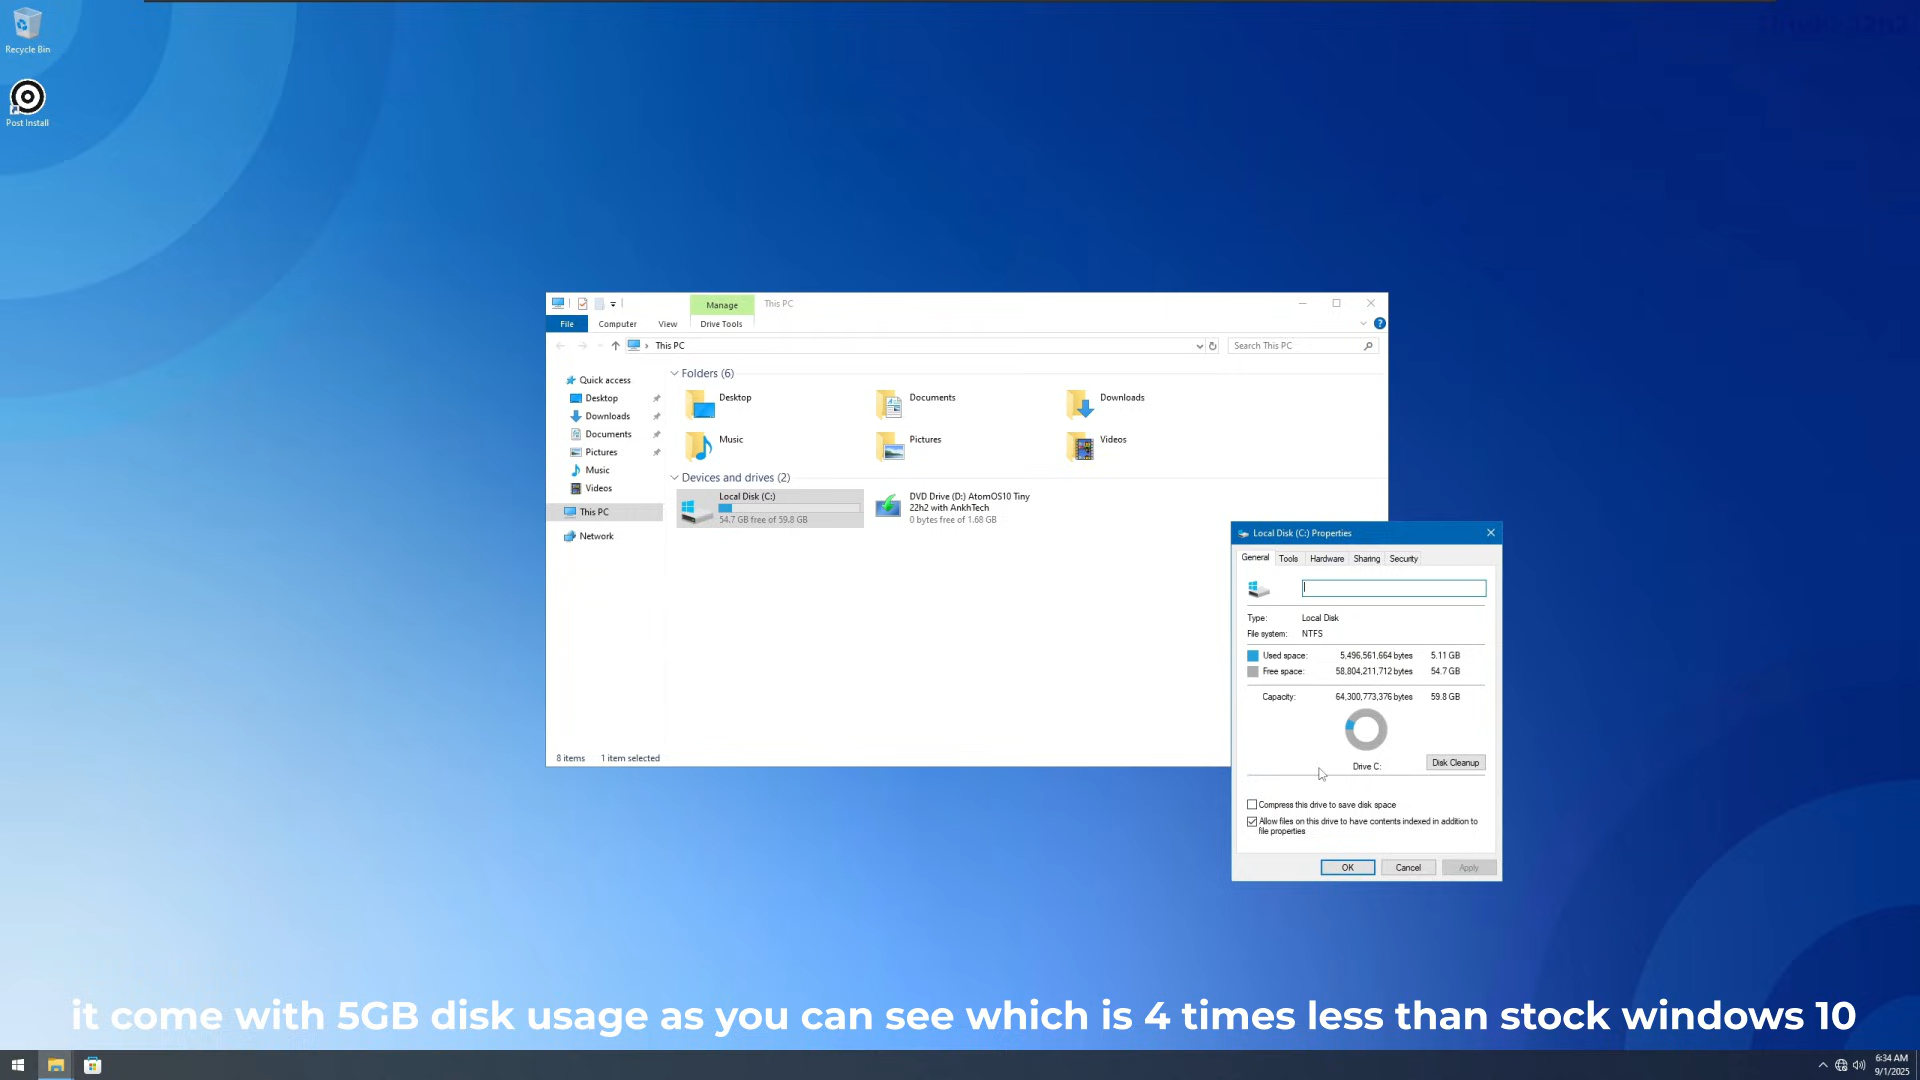 Recycle Bin
Post Install
Manage
This PC
File
Computer
View
Drive Tools
This PC
Search This PC
Quick access
Desktop
Downloads
Documents
Pictures
Music
Videos
This PC
Network
Folders (6)
Desktop
Documents
Downloads
Music
Pictures
Videos
Devices and drives (2)
Local Disk (C:)
54.7 GB free of 59.8 GB
DVD Drive (D:) AtomOS10 Tiny
22h2 with AnkhTech
0 bytes free of 1.68 GB
8 items 1 item selected
Local Disk (C:) Properties
General Tools Hardware Sharing Security
Type: Local Disk
File system: NTFS
Used space: 5,496,561,664 bytes 5.11 GB
Free space: 58,804,211,712 bytes 54.7 GB
Capacity: 64,300,773,376 bytes 59.8 GB
Drive C:
Disk Cleanup
Compress this drive to save disk space
Allow files on this drive to have contents indexed in addition to
file properties
OK Cancel Apply
it come with 5GB disk usage as you can see which is 4 times less than stock windows 10
6:34 AM
9/1/2025